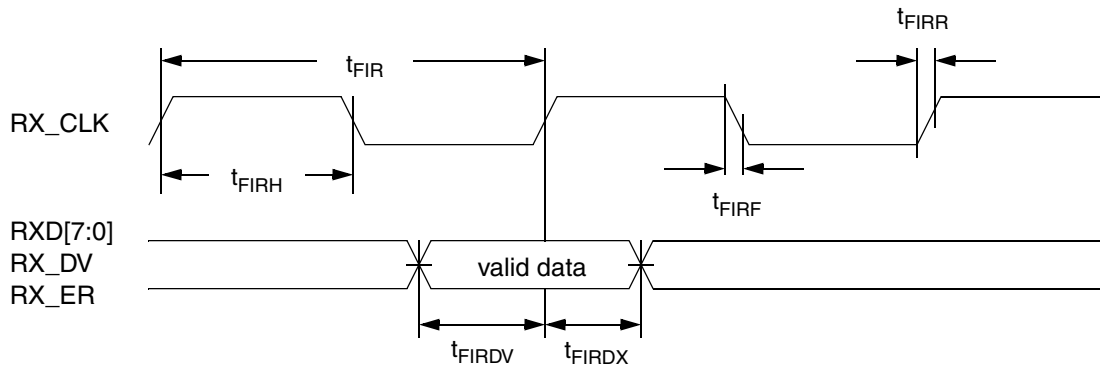 tFIRR
tFIR
RX_CLK
tFIRH
tFIRF
RXD[7:0]
RX_DV
valid data
RX_ER
tFIRDV
tFIRDX